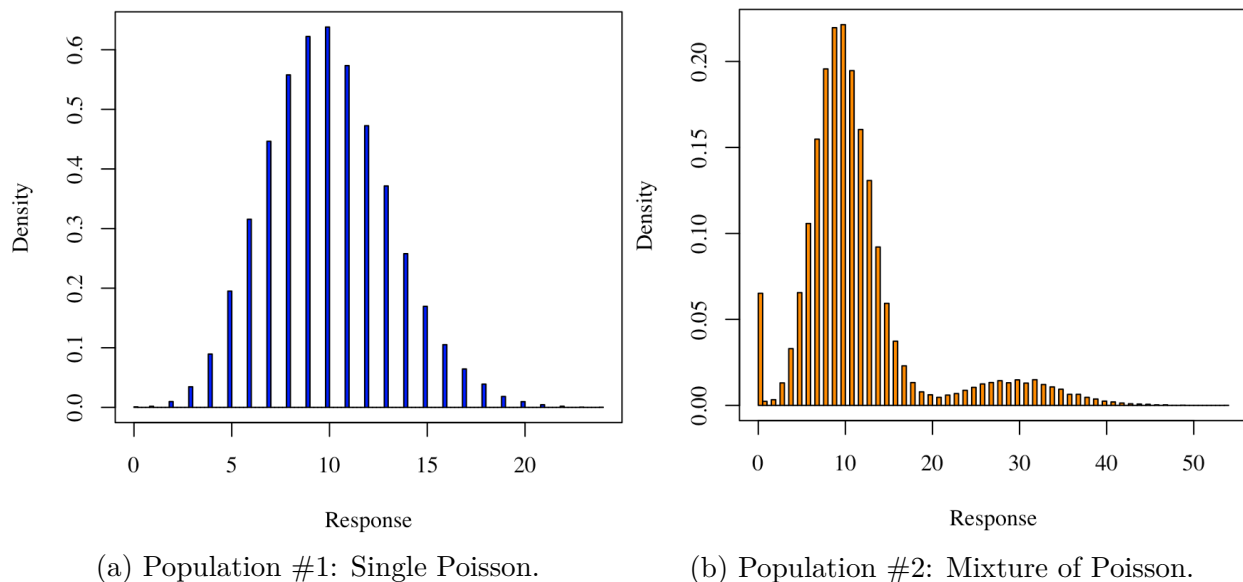 Density
0.0 0.1 0.2 0.3 0.4 0.5 0.6
0 5 10 15 20
Response
(a) Population #1: Single Poisson.
Density
0.00 0.05 0.10 0.15 0.20
0 10 20 30 40 50
Response
(b) Population #2: Mixture of Poisson.